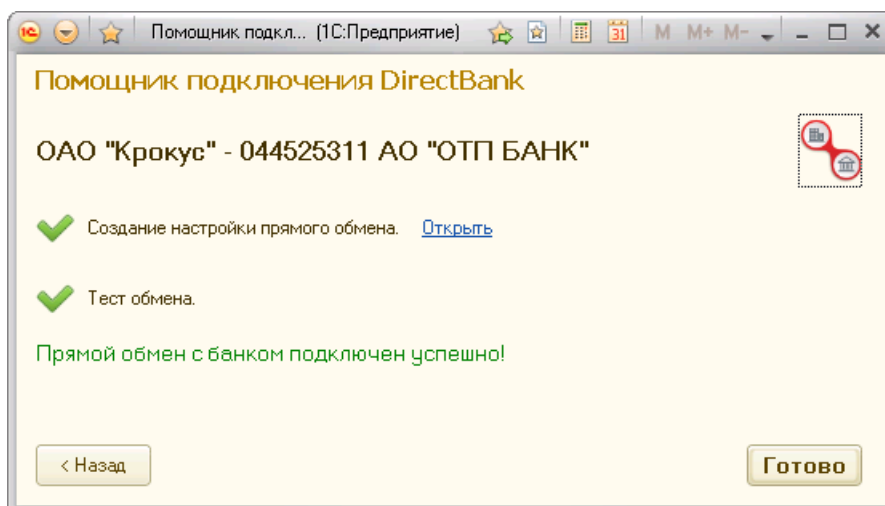 Помощник подкл... (1С:Предприятие) 31 M M+ M-
Помощник подключения DirectBank
ОАО "Крокус" - 044525311 АО "ОТП БАНК"
Создание настройки прямого обмена. Открыть
Тест обмена.
Прямой обмен с банком подключен успешно!
< Назад Готово